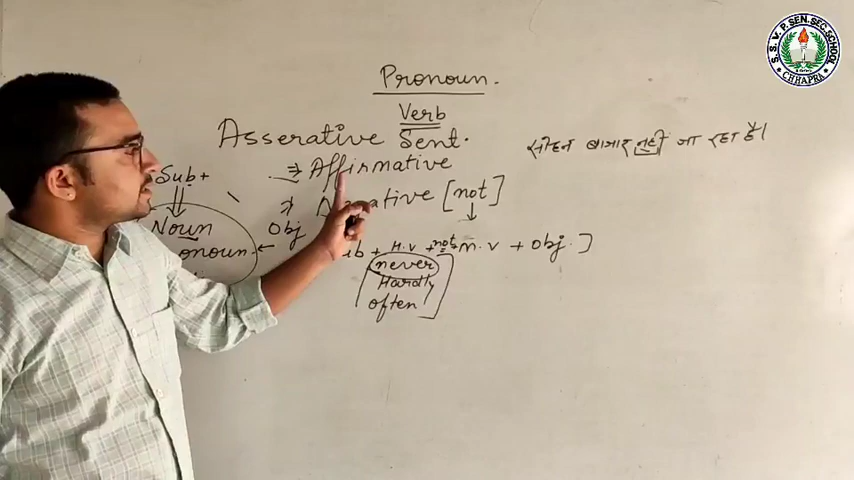 S. S. V. P. SEN. SEC. SCHOOL
CHHAPRA
Pronoun.
Verb
Asserative Sent.
⇒ Affirmative
[not]
Sub +
Noun
Obj
+ H.V + not + M.V + Obj.]
never
Hardly
often
सोहन बाजार नहीं जा रहा है।